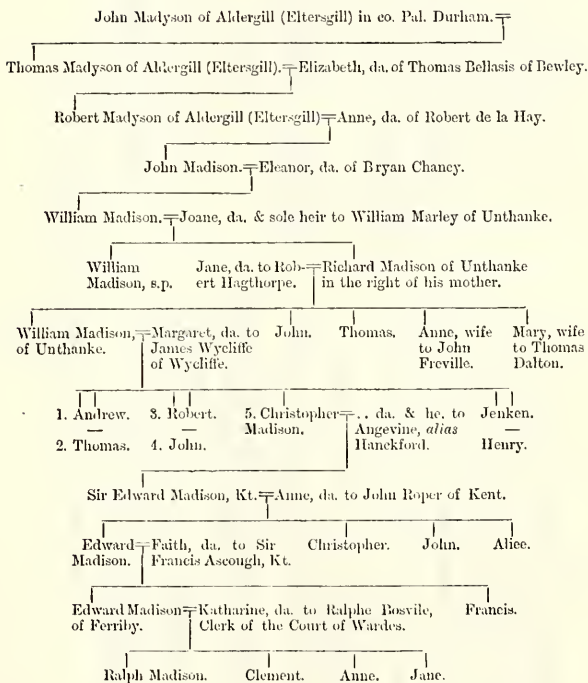 John Madyson of Aldergill (Eltersgill) in co. Pal. Durham.
Thomas Madyson of Aldergill (Eltersgill). Elizabeth, da. of Thomas Bellasis of Bewley.
Robert Madyson of Aldergill (Eltersgill) Anne, da. of Robert de la Hay.
John Madison. Eleanor, da. of Bryan Chancy.
William Madison. Joane, da. & sole heir to William Marley of Unthanke.
William Madison, s.p.
Jane, da. to Rob-
ert Hagthorpe.
Richard Madison of Unthanke
in the right of his mother.
William Madison,
of Unthanke.
Margaret, da. to
James Wycliffe
of Wycliffe.
John.
Thomas.
Anne, wife
to John
Freville.
Mary, wife
to Thomas
Dalton.
1. Andrew.
—
2. Thomas.
3. Robert.
—
4. John.
5. Christopher
Madison.
. . da. & he. to
Angevine, alias
Hanckford.
Jenken.
—
Henry.
Sir Edward Madison, Kt. Anne, da. to John Roper of Kent.
Edward
Madison.
Faith, da. to Sir
Francis Ascough, Kt.
Christopher.
John.
Alice.
Edward Madison
of Ferriby.
Katharine, da. to Ralphe Bosvile,
Clerk of the Court of Wardes.
Francis.
Ralph Madison.
Clement.
Anne.
Jane.